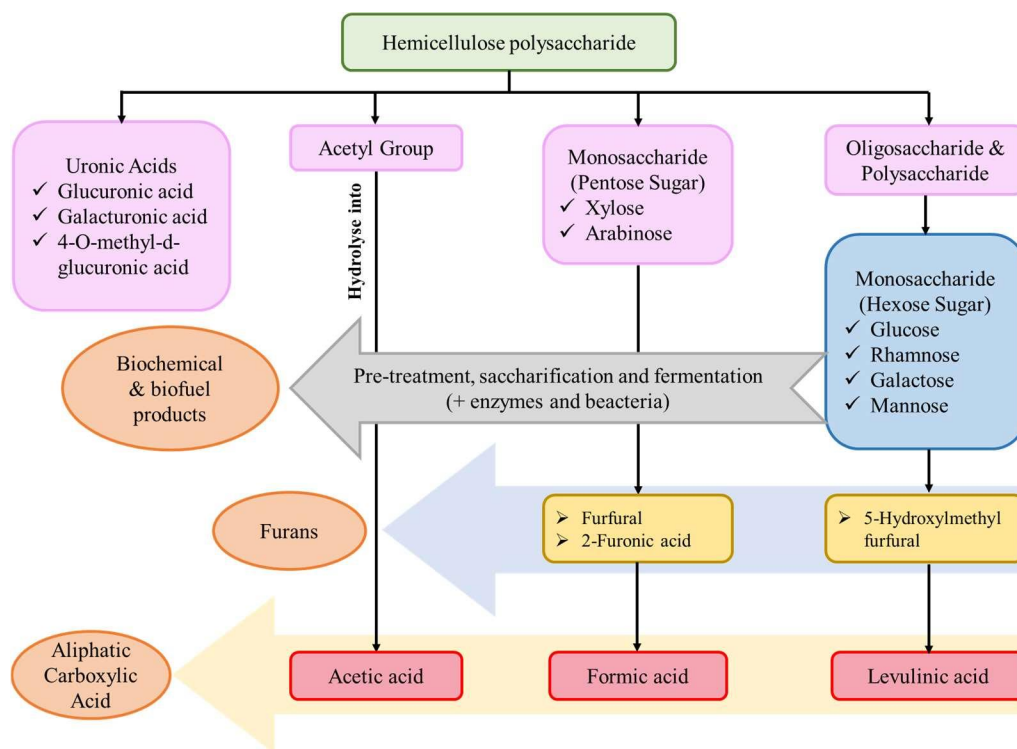 Hemicellulose polysaccharide
Uronic Acids
✓ Glucuronic acid
✓ Galacturonic acid
✓ 4-O-methyl-d-
glucuronic acid
Acetyl Group
Hydrolyse into
Monosaccharide
(Pentose Sugar)
✓ Xylose
✓ Arabinose
Oligosaccharide &
Polysaccharide
Monosaccharide
(Hexose Sugar)
✓ Glucose
✓ Rhamnose
✓ Galactose
✓ Mannose
Biochemical
& biofuel
products
Pre-treatment, saccharification and fermentation
(+ enzymes and beacteria)
Furans
➢ Furfural
➢ 2-Furonic acid
➢ 5-Hydroxylmethyl
furfural
Aliphatic
Carboxylic
Acid
Acetic acid
Formic acid
Levulinic acid